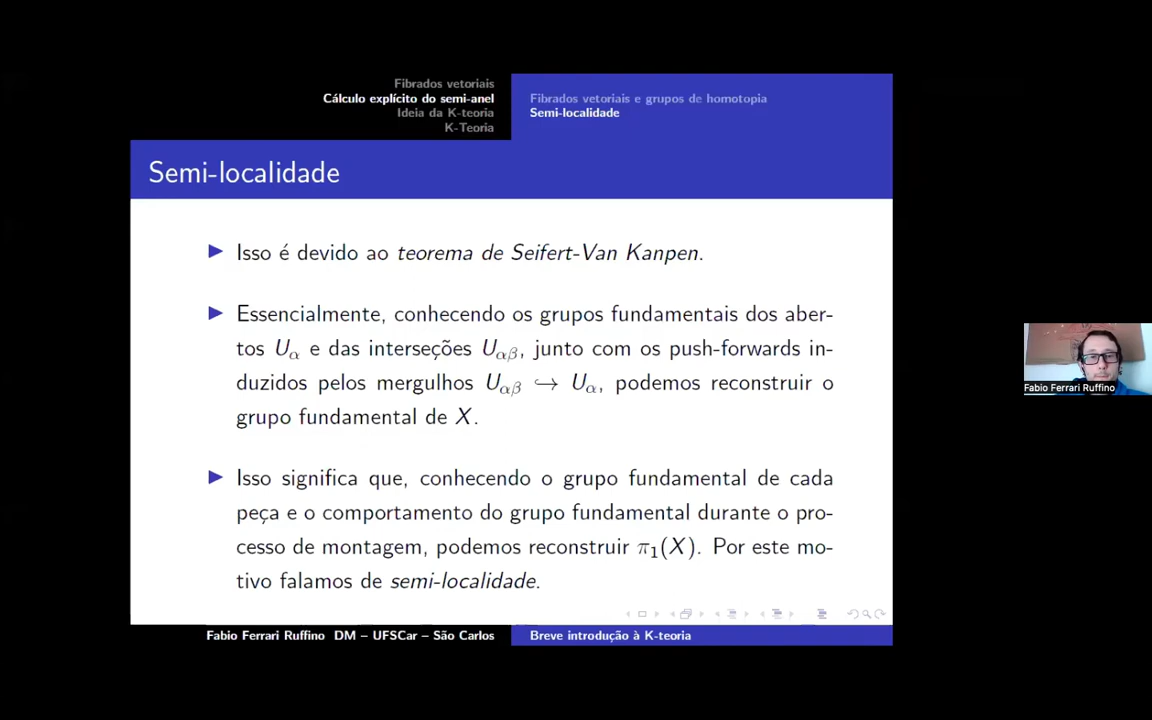 Fibrados vetoriais
Cálculo explícito do semi-anel
Ideia da K-teoria
K-Teoria
Fibrados vetoriais e grupos de homotopia
Semi-localidade
Semi-localidade
Isso é devido ao teorema de Seifert-Van Kanpen.
Essencialmente, conhecendo os grupos fundamentais dos aber-
tos Uα e das interseções Uαβ, junto com os push-forwards in-
duzidos pelos mergulhos Uαβ ↪ Uα, podemos reconstruir o
grupo fundamental de X.
Isso significa que, conhecendo o grupo fundamental de cada
peça e o comportamento do grupo fundamental durante o pro-
cesso de montagem, podemos reconstruir π₁(X). Por este mo-
tivo falamos de semi-localidade.
Fabio Ferrari Ruffino DM – UFSCar – São Carlos
Breve introdução à K-teoria
Fabio Ferrari Ruffino